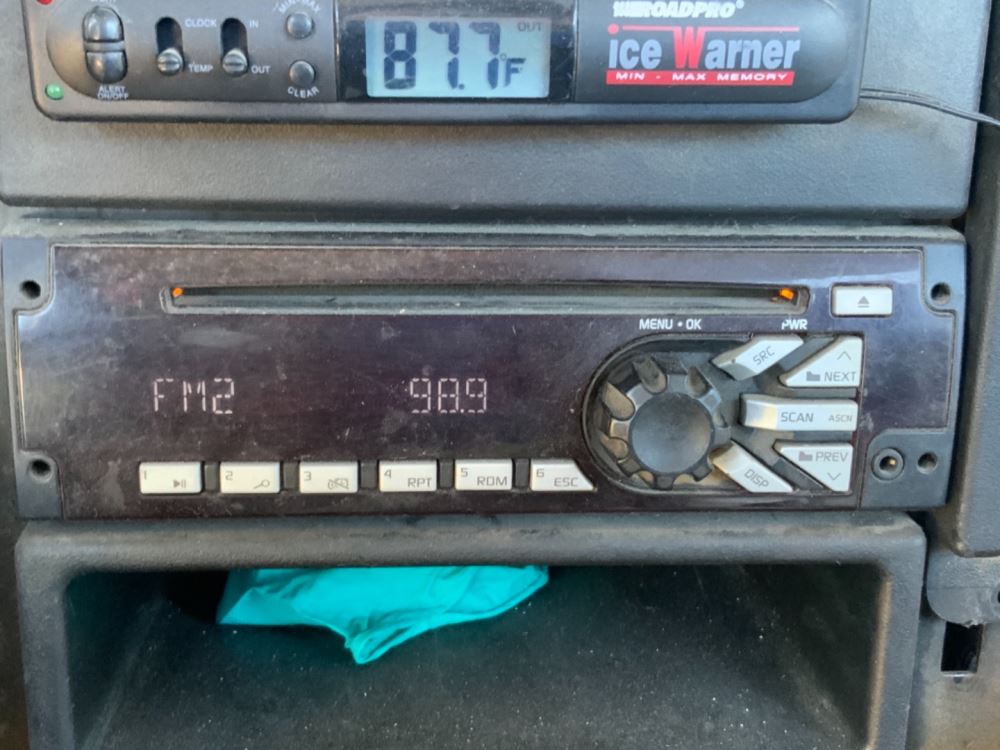 MIN-MAX
ROADPRO®
CLOCK IN
OUT
87.7°F
ice Warner
TEMP OUT
MIN - MAX MEMORY
ALERT
ON/OFF
CLEAR
MENU • OK
PWR
SRC
NEXT
FM2 98.9
SCAN ASCN
PREV
1
2
3
4 RPT
5 RDM
6 ESC
DISP